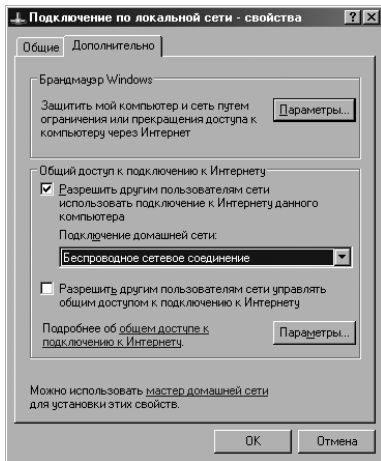 Подключение по локальной сети - свойства
Общие Дополнительно
Брандмауэр Windows
Защитить мой компьютер и сеть путем
ограничения или прекращения доступа к
компьютеру через Интернет
Параметры...
Общий доступ к подключению к Интернету
Разрешить другим пользователям сети
использовать подключение к Интернету данного
компьютера
Подключение домашней сети:
Беспроводное сетевое соединение
Разрешить другим пользователям сети управлять
общим доступом к подключению к Интернету
Подробнее об общем доступе к
подключению к Интернету.
Параметры...
Можно использовать мастер домашней сети
для установки этих свойств.
OK Отмена